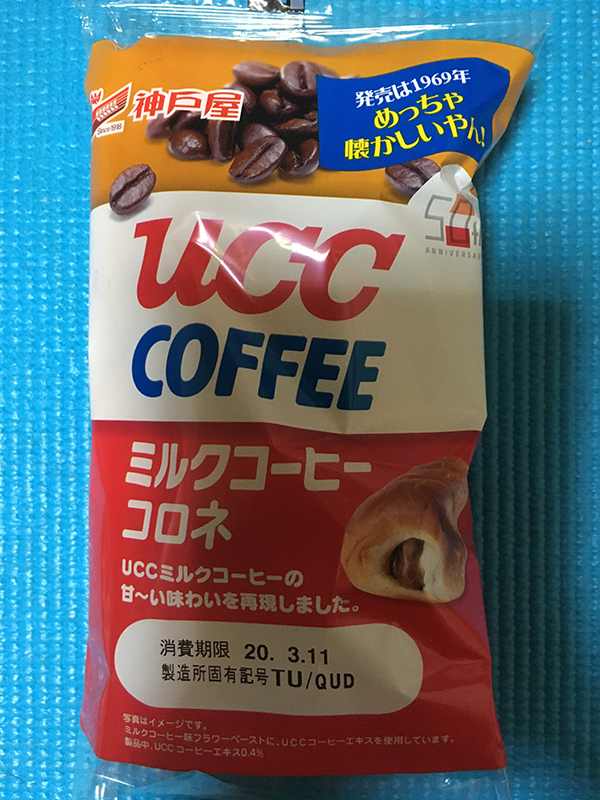 神戸屋
Since 1918
発売は1969年
めっちゃ
懐かしいやん!
50th
ANNIVERSARY
UCC
COFFEE
ミルクコーヒー
コロネ
UCCミルクコーヒーの
甘〜い味わいを再現しました。
消費期限 20. 3.11
製造所固有記号TU/QUD
写真はイメージです。
ミルクコーヒー味フラワーペーストに、UCCコーヒーエキスを使用しています。
製品中、UCC コーヒーエキス0.4%